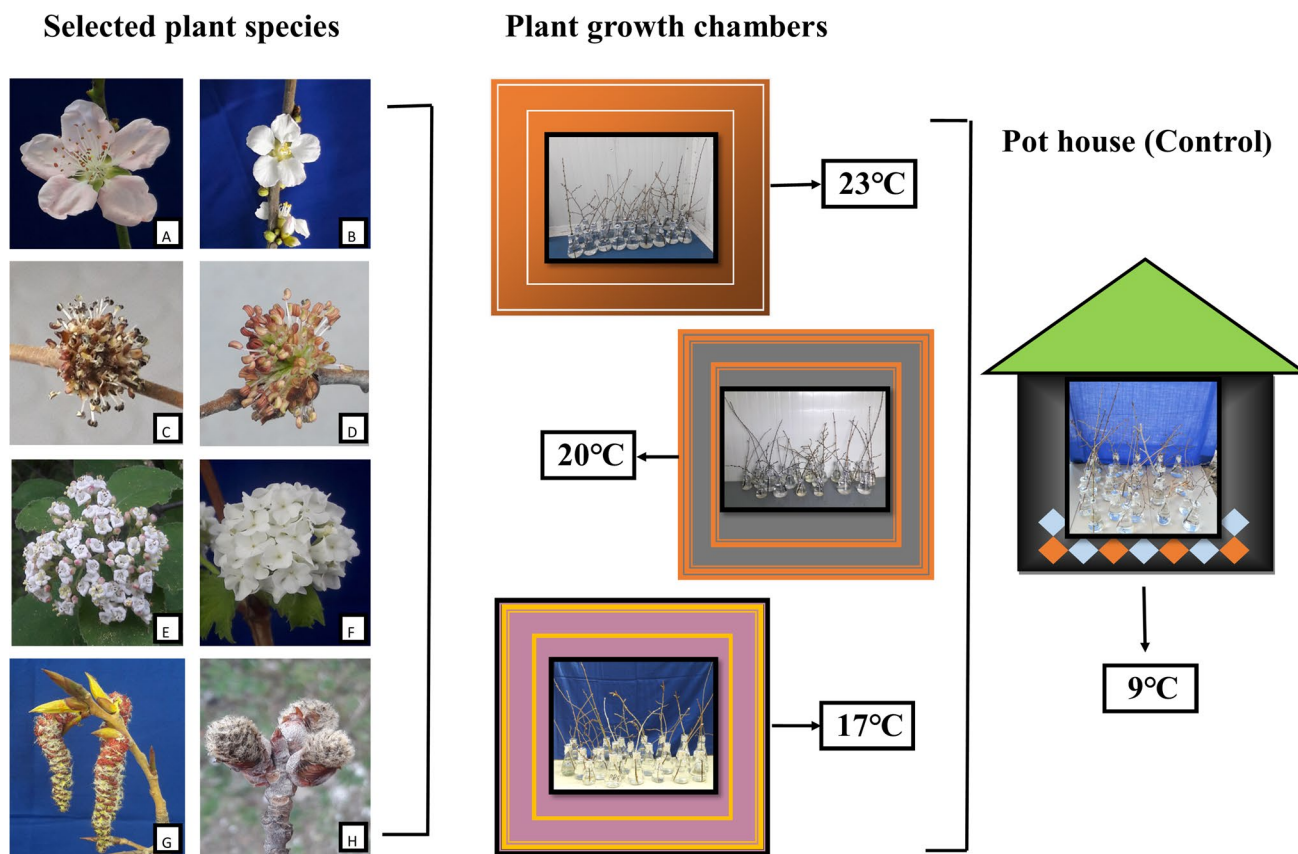 Selected plant species
Plant growth chambers
Pot house (Control)
A
B
C
D
E
F
G
H
23°C
20°C
17°C
9°C